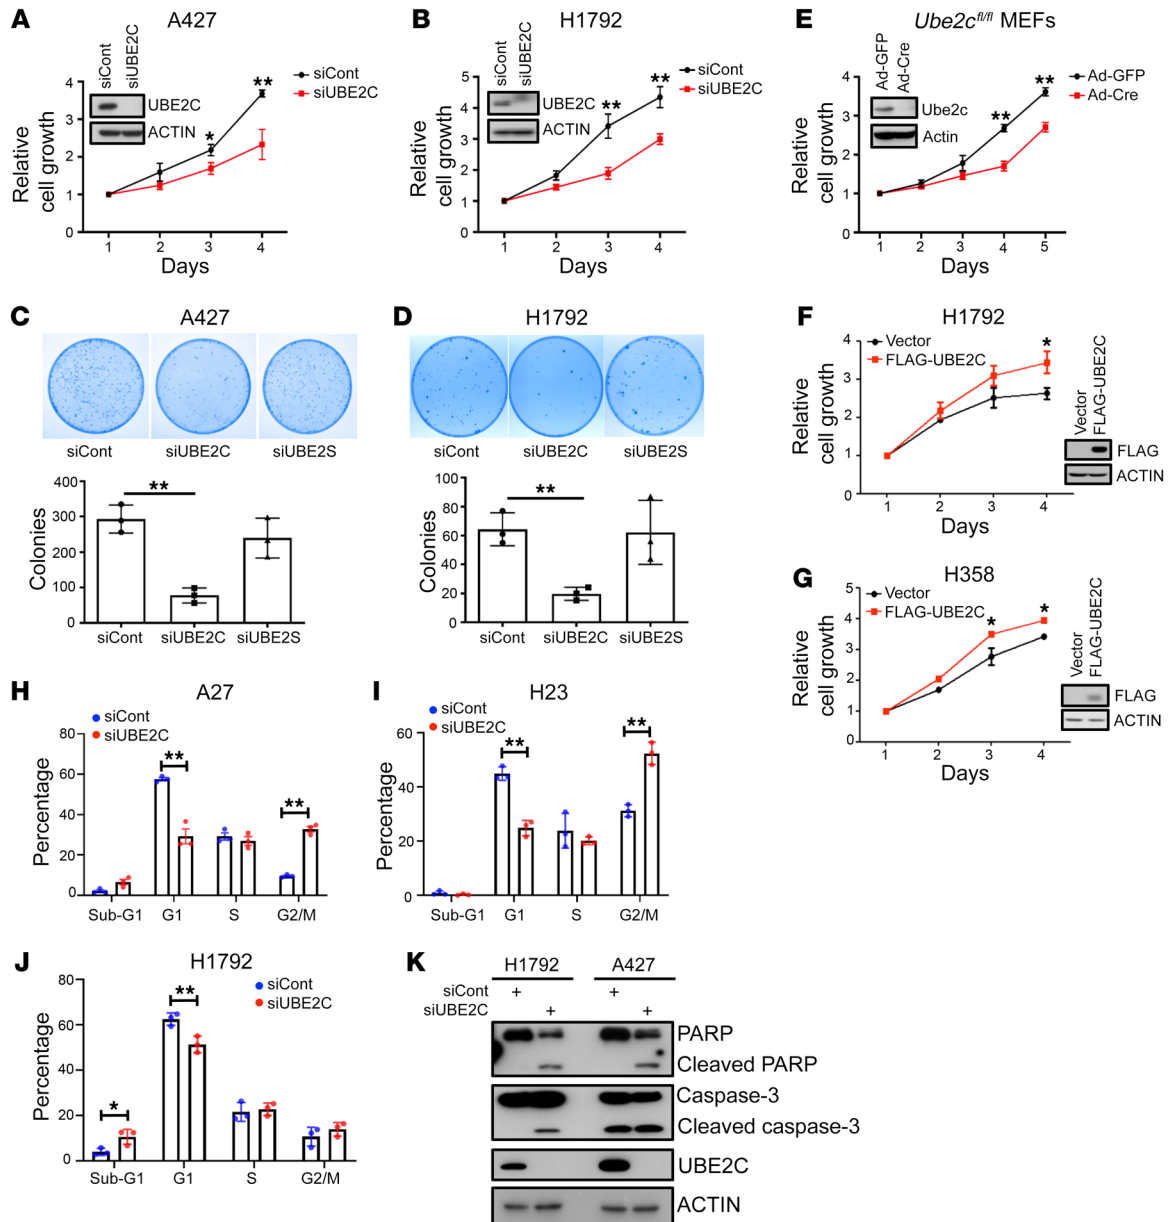 A
A427
siCont
siUBE2C
UBE2C
ACTIN
siCont
siUBE2C
**
*
4
3
2
1
0
Relative
cell growth
1 2 3 4
Days
B
H1792
siCont
siUBE2C
UBE2C
ACTIN
siCont
siUBE2C
**
**
5
4
3
2
1
0
Relative
cell growth
1 2 3 4
Days
E
Ube2cfl/fl MEFs
Ad-GFP
Ad-Cre
Ube2c
Actin
Ad-GFP
Ad-Cre
**
**
4
3
2
1
0
Relative
cell growth
1 2 3 4 5
Days
C
A427
siCont siUBE2C siUBE2S
**
400
300
200
100
0
Colonies
siCont siUBE2C siUBE2S
D
H1792
siCont siUBE2C siUBE2S
**
100
80
60
40
20
0
Colonies
siCont siUBE2C siUBE2S
F
H1792
Vector
FLAG-UBE2C
*
4
3
2
1
0
Relative
cell growth
1 2 3 4
Days
Vector
FLAG-UBE2C
FLAG
ACTIN
G
H358
Vector
FLAG-UBE2C
*
*
5
4
3
2
1
0
Relative
cell growth
1 2 3 4
Days
Vector
FLAG-UBE2C
FLAG
ACTIN
H
A27
siCont
siUBE2C
**
**
80
60
40
20
0
Percentage
Sub-G1 G1 S G2/M
I
H23
siCont
siUBE2C
**
**
60
40
20
0
Percentage
Sub-G1 G1 S G2/M
J
H1792
siCont
siUBE2C
**
*
80
60
40
20
0
Percentage
Sub-G1 G1 S G2/M
K
H1792 A427
siCont + +
siUBE2C + +
PARP
Cleaved PARP
Caspase-3
Cleaved caspase-3
UBE2C
ACTIN